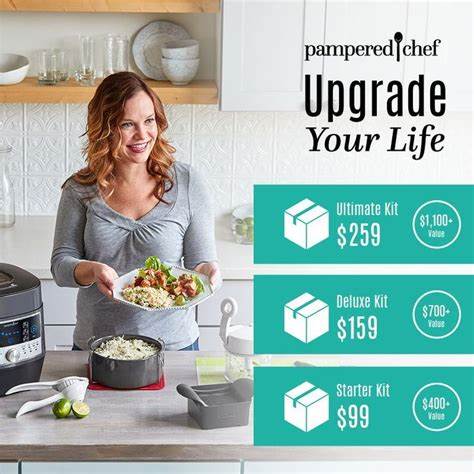 pampered chef
Upgrade
Your Life
Ultimate Kit
$259
$1,100+
Value
Deluxe Kit
$159
$700+
Value
Starter Kit
$99
$400+
Value